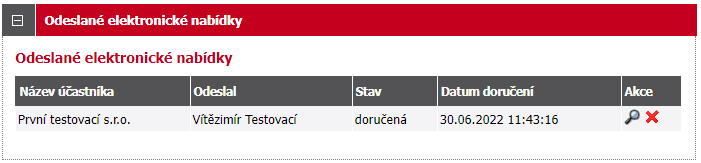 Odeslané elektronické nabídky
Odeslané elektronické nabídky
Název účastníka Odeslal Stav Datum doručení Akce
První testovací s.r.o. Vítězimír Testovací doručená 30.06.2022 11:43:16